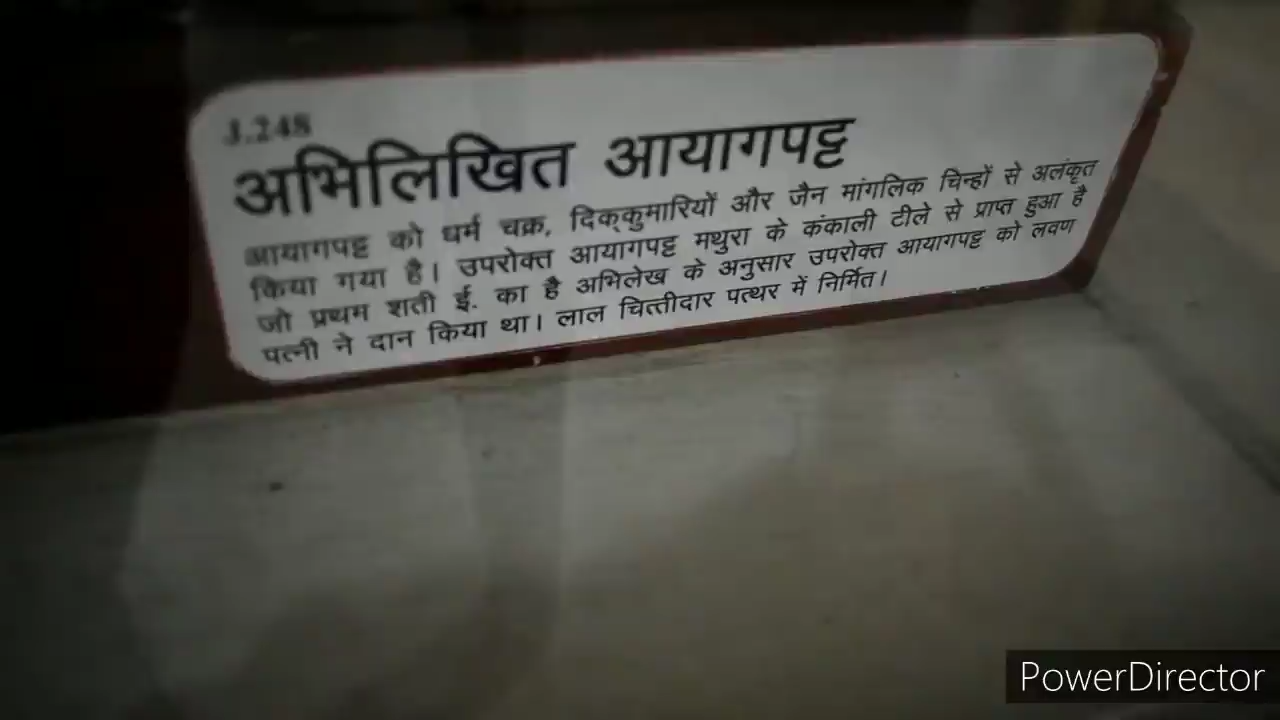 J.248
अभिलिखित आयागपट्ट
आयागपट्ट को धर्म चक्र, दिक्कुमारियों और जैन मांगलिक चिन्हों से अलंकृत
किया गया है। उपरोक्त आयागपट्ट मथुरा के कंकाली टीले से प्राप्त हुआ है
जो प्रथम शती ई. का है अभिलेख के अनुसार उपरोक्त आयागपट्ट को लवण
पत्नी ने दान किया था। लाल चित्तीदार पत्थर में निर्मित।
PowerDirector